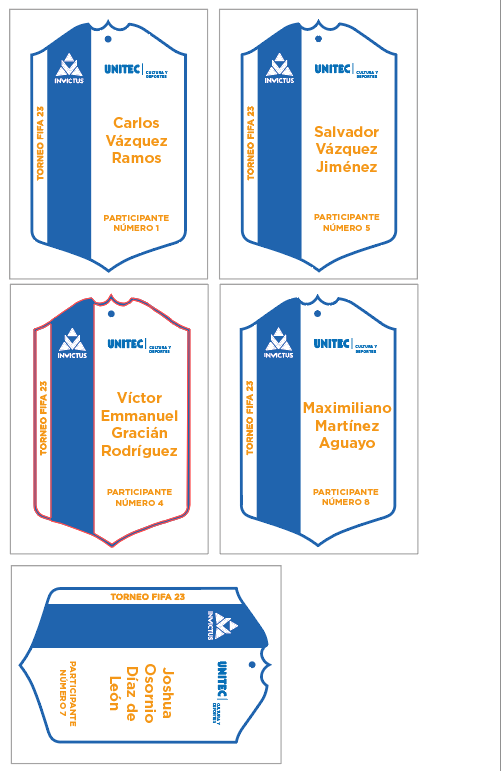 INVICTUS
UNITEC
CULTURA Y
DEPORTES
TORNEO FIFA 23
Carlos
Vázquez
Ramos
PARTICIPANTE
NÚMERO 1
INVICTUS
UNITEC
CULTURA Y
DEPORTES
TORNEO FIFA 23
Salvador
Vázquez
Jiménez
PARTICIPANTE
NÚMERO 5
INVICTUS
UNITEC
CULTURA Y
DEPORTES
TORNEO FIFA 23
Víctor
Emmanuel
Gracián
Rodríguez
PARTICIPANTE
NÚMERO 4
INVICTUS
UNITEC
CULTURA Y
DEPORTES
TORNEO FIFA 23
Maximiliano
Martínez
Aguayo
PARTICIPANTE
NÚMERO 6
TORNEO FIFA 23
INVICTUS
UNITEC
CULTURA Y
DEPORTES
Joshua
Osornio
Díaz de
León
PARTICIPANTE
NÚMERO 7